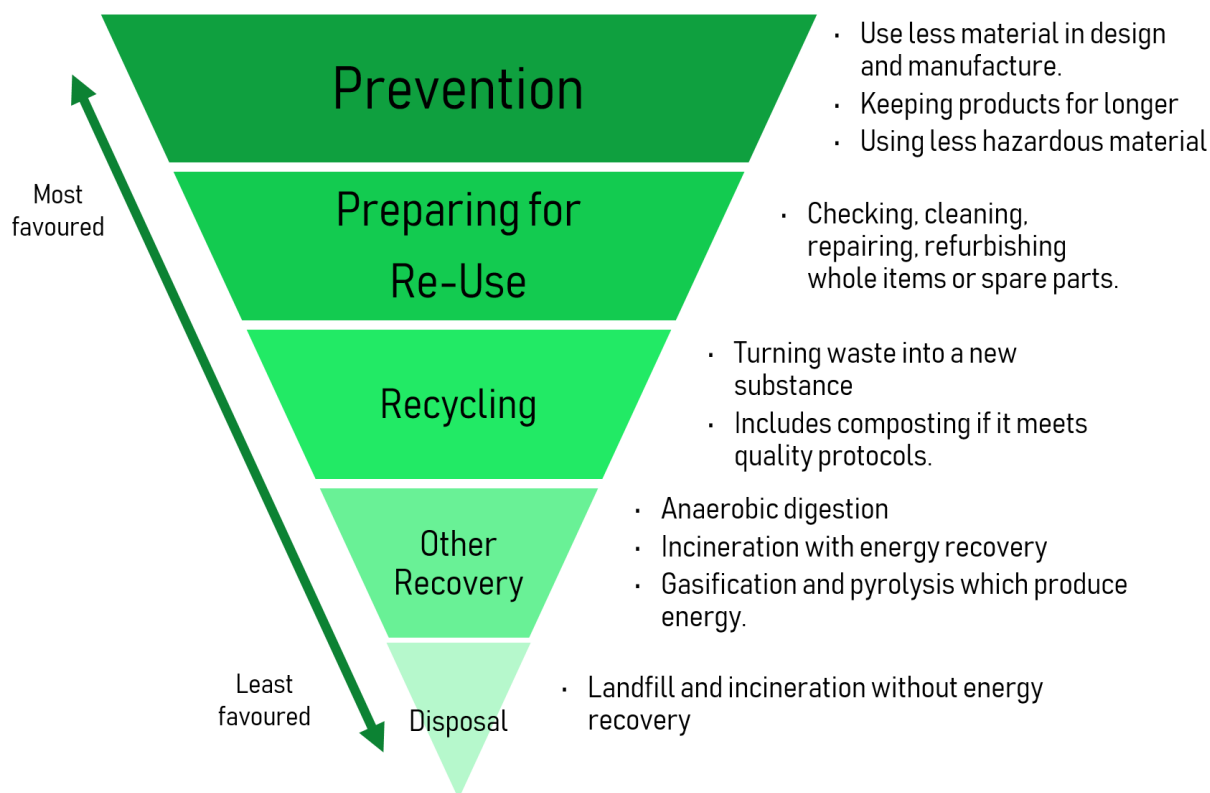 Prevention
· Use less material in design
and manufacture.
· Keeping products for longer
· Using less hazardous material
Most
favoured
Preparing for
Re-Use
· Checking, cleaning,
repairing, refurbishing
whole items or spare parts.
Recycling
· Turning waste into a new
substance
· Includes composting if it meets
quality protocols.
Other
Recovery
· Anaerobic digestion
· Incineration with energy recovery
· Gasification and pyrolysis which produce
energy.
Least
favoured
Disposal
· Landfill and incineration without energy
recovery